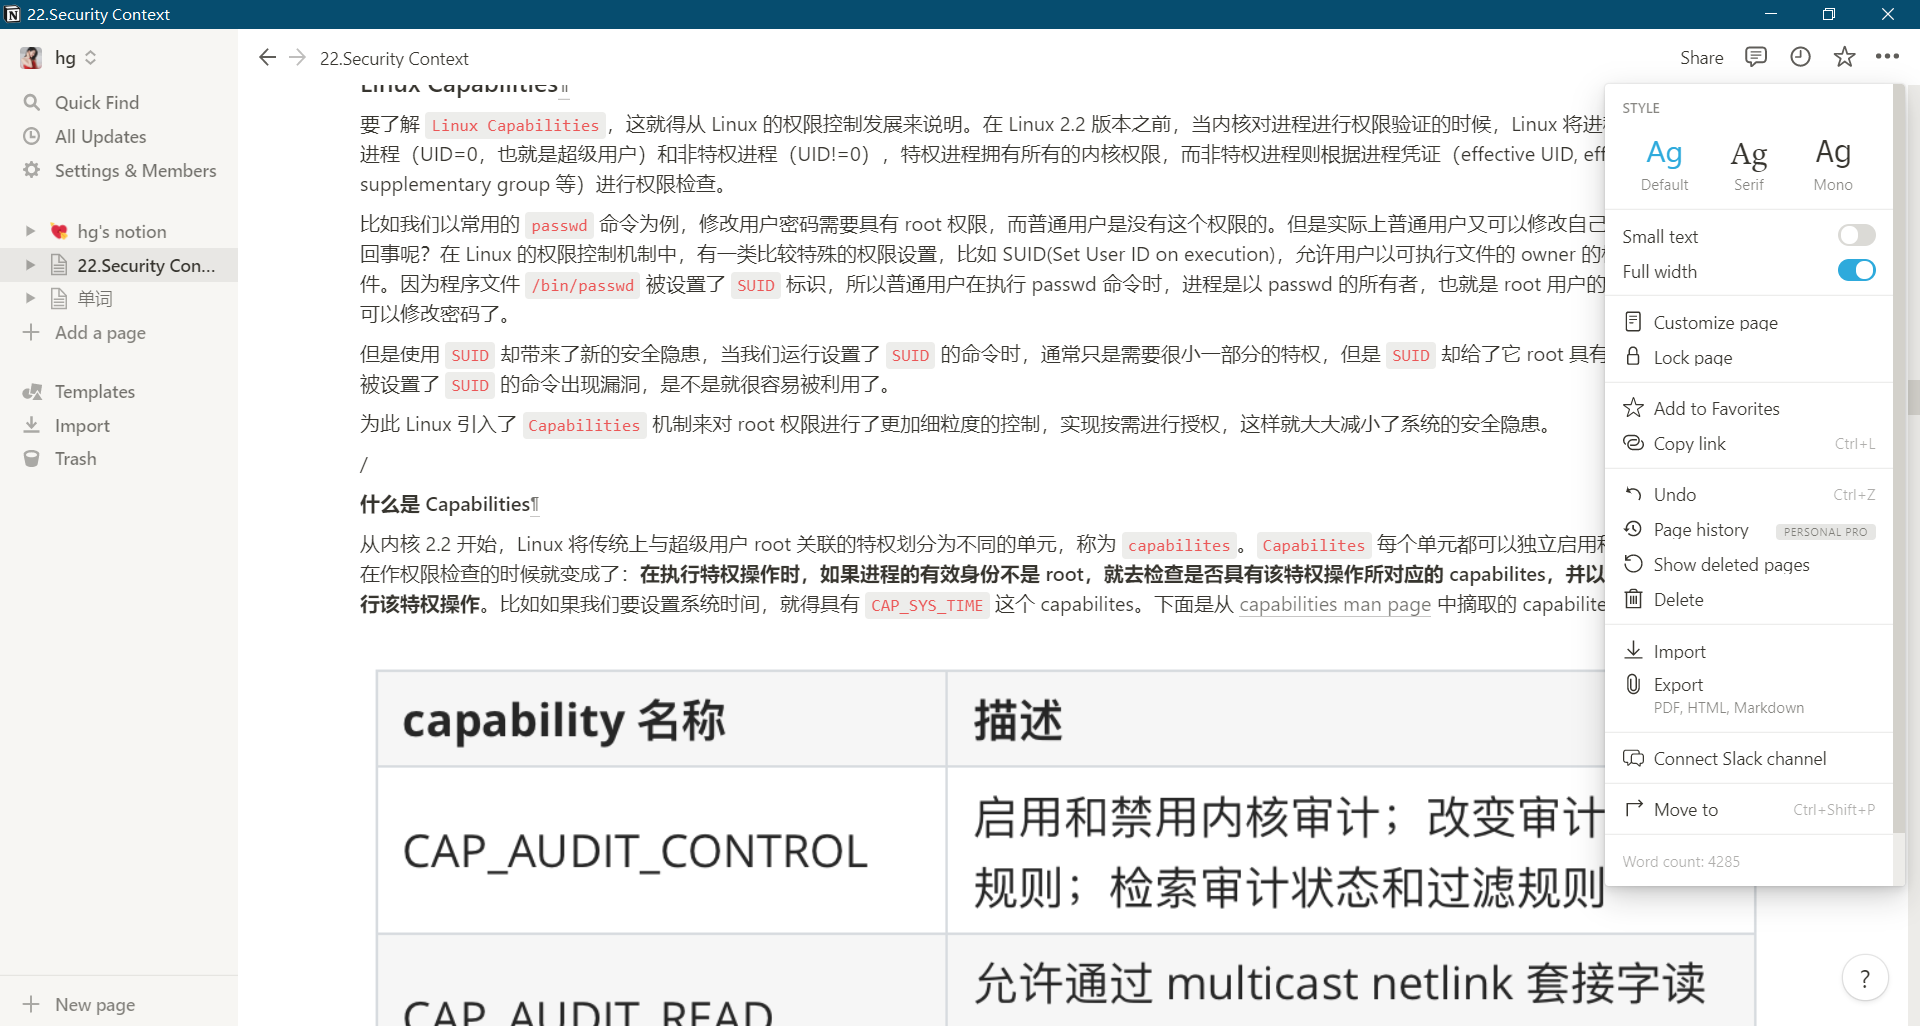 22.Security Context
hg
Quick Find
All Updates
Settings & Members
hg's notion
22.Security Con...
单词
Add a page
Templates
Import
Trash
New page
22.Security Context
Share
Linux Capabilities¶
要了解 Linux Capabilities ，这就得从 Linux 的权限控制发展来说明。在 Linux 2.2 版本之前，当内核对进程进行权限验证的时候，Linux 将进
进程（UID=0，也就是超级用户）和非特权进程（UID!=0），特权进程拥有所有的内核权限，而非特权进程则根据进程凭证（effective UID, eff
supplementary group 等）进行权限检查。
比如我们以常用的 passwd 命令为例，修改用户密码需要具有 root 权限，而普通用户是没有这个权限的。但是实际上普通用户又可以修改自己
回事呢？在 Linux 的权限控制机制中，有一类比较特殊的权限设置，比如 SUID(Set User ID on execution)，允许用户以可执行文件的 owner 的
件。因为程序文件 /bin/passwd 被设置了 SUID 标识，所以普通用户在执行 passwd 命令时，进程是以 passwd 的所有者，也就是 root 用户的
可以修改密码了。
但是使用 SUID 却带来了新的安全隐患，当我们运行设置了 SUID 的命令时，通常只是需要很小一部分的特权，但是 SUID 却给了它 root 具有
被设置了 SUID 的命令出现漏洞，是不是就很容易被利用了。
为此 Linux 引入了 Capabilities 机制来对 root 权限进行了更加细粒度的控制，实现按需进行授权，这样就大大减小了系统的安全隐患。
/
什么是 Capabilities¶
从内核 2.2 开始，Linux 将传统上与超级用户 root 关联的特权划分为不同的单元，称为 capabilites 。 Capabilites 每个单元都可以独立启用和
在作权限检查的时候就变成了：在执行特权操作时，如果进程的有效身份不是 root，就去检查是否具有该特权操作所对应的 capabilites，并以
行该特权操作。比如如果我们要设置系统时间，就得具有 CAP_SYS_TIME 这个 capabilites。下面是从 capabilities man page 中摘取的 capabilite
capability 名称
描述
CAP_AUDIT_CONTROL
启用和禁用内核审计；改变审计
规则；检索审计状态和过滤规则
CAP_AUDIT_READ
允许通过 multicast netlink 套接字读
STYLE
Ag Ag Ag
Default Serif Mono
Small text
Full width
Customize page
Lock page
Add to Favorites
Copy link Ctrl+L
Undo Ctrl+Z
Page history PERSONAL PRO
Show deleted pages
Delete
Import
Export
PDF, HTML, Markdown
Connect Slack channel
Move to Ctrl+Shift+P
Word count: 4285
?